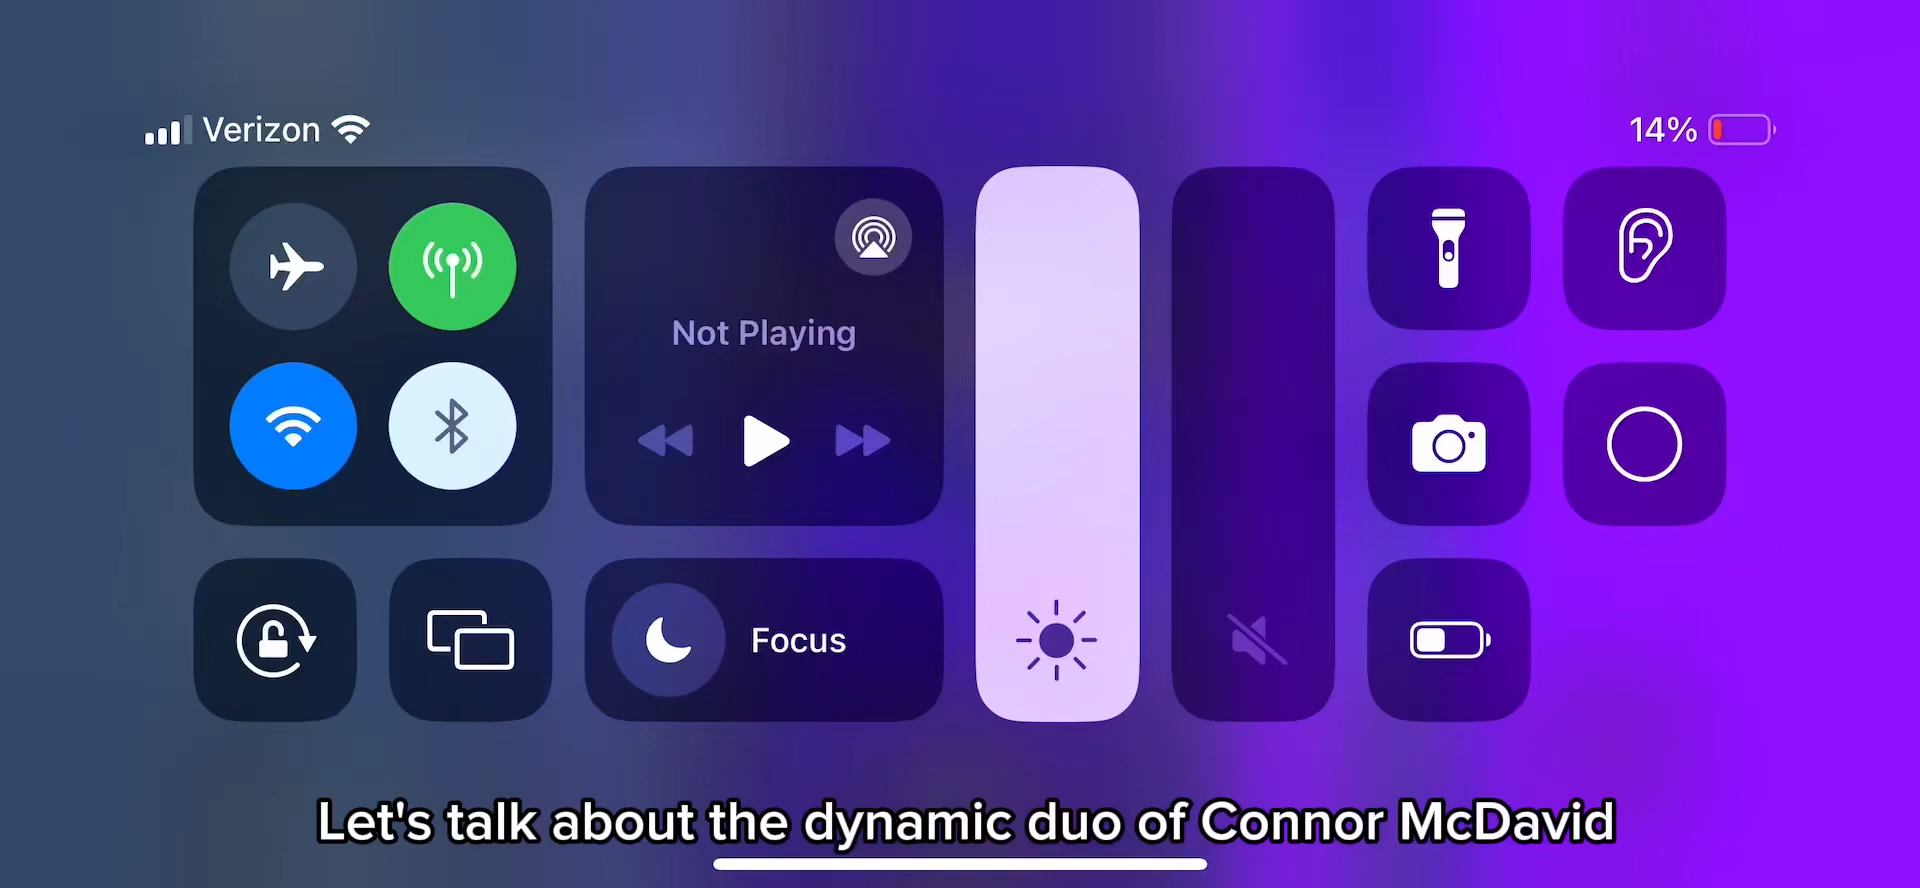 Verizon
14%
Not Playing
Focus
Let's talk about the dynamic duo of Connor McDavid